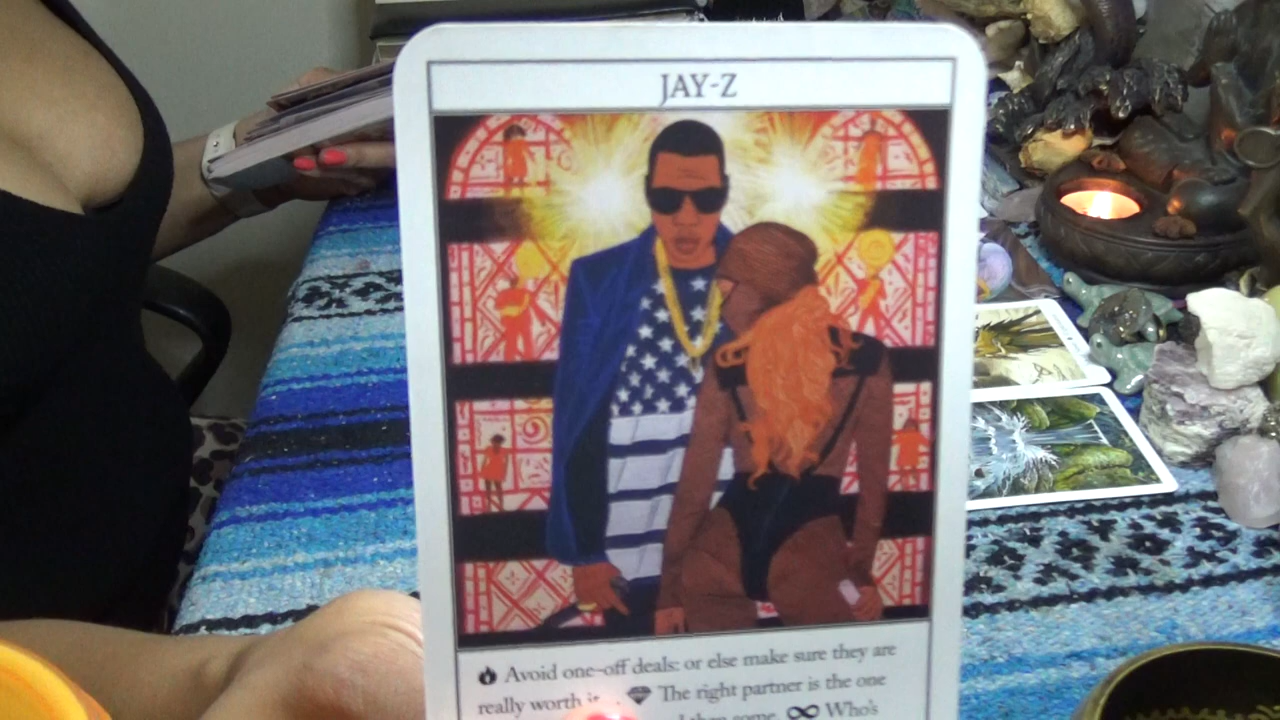 JAY-Z
Avoid one-off deals: or else make sure they are
really worth The right partner is the one
then some. Who's